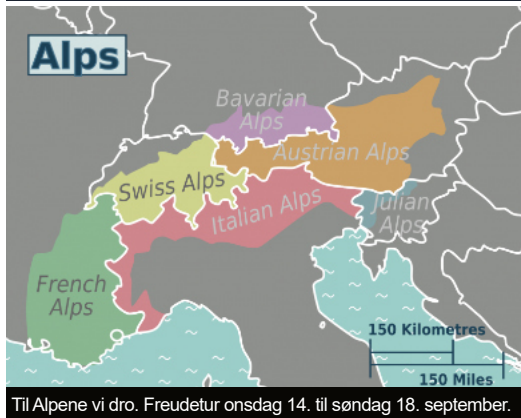 Alps
Bavarian
Alps
Austrian Alps
Swiss Alps
Italian Alps
Julian
Alps
French
Alps
150 Kilometres
150 Miles
Til Alpene vi dro. Freudetur onsdag 14. til søndag 18. september.